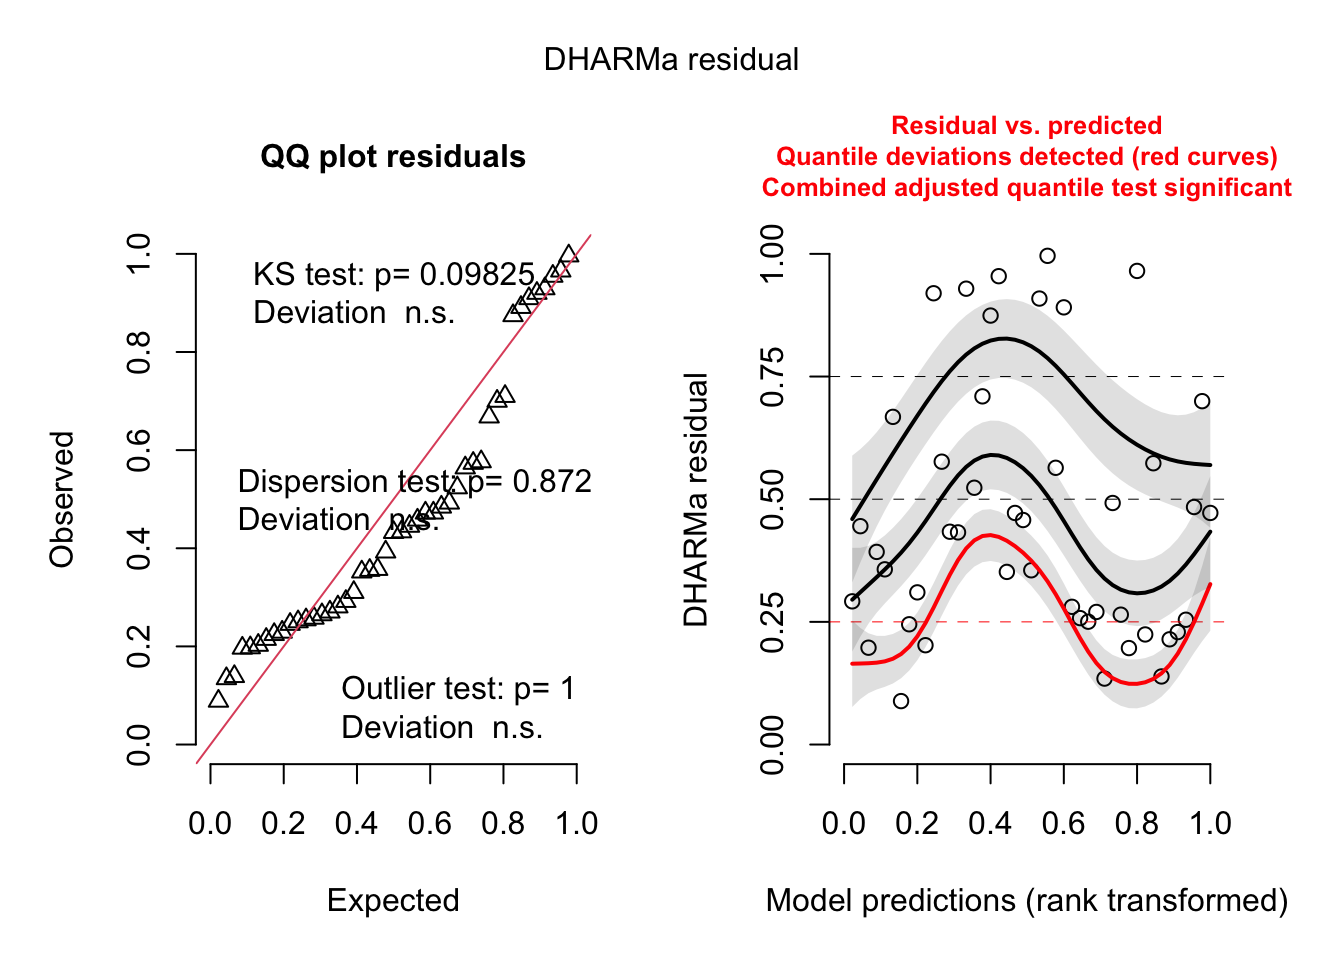 DHARMa residual
QQ plot residuals
KS test: p= 0.09825
Deviation  n.s.
Dispersion test: p= 0.872
Deviation  n.s.
Outlier test: p= 1
Deviation  n.s.
Observed
0.0 0.2 0.4 0.6 0.8 1.0
0.0 0.2 0.4 0.6 0.8 1.0
Expected
Residual vs. predicted
Quantile deviations detected (red curves)
Combined adjusted quantile test significant
DHARMa residual
0.00 0.25 0.50 0.75 1.00
0.0 0.2 0.4 0.6 0.8 1.0
Model predictions (rank transformed)